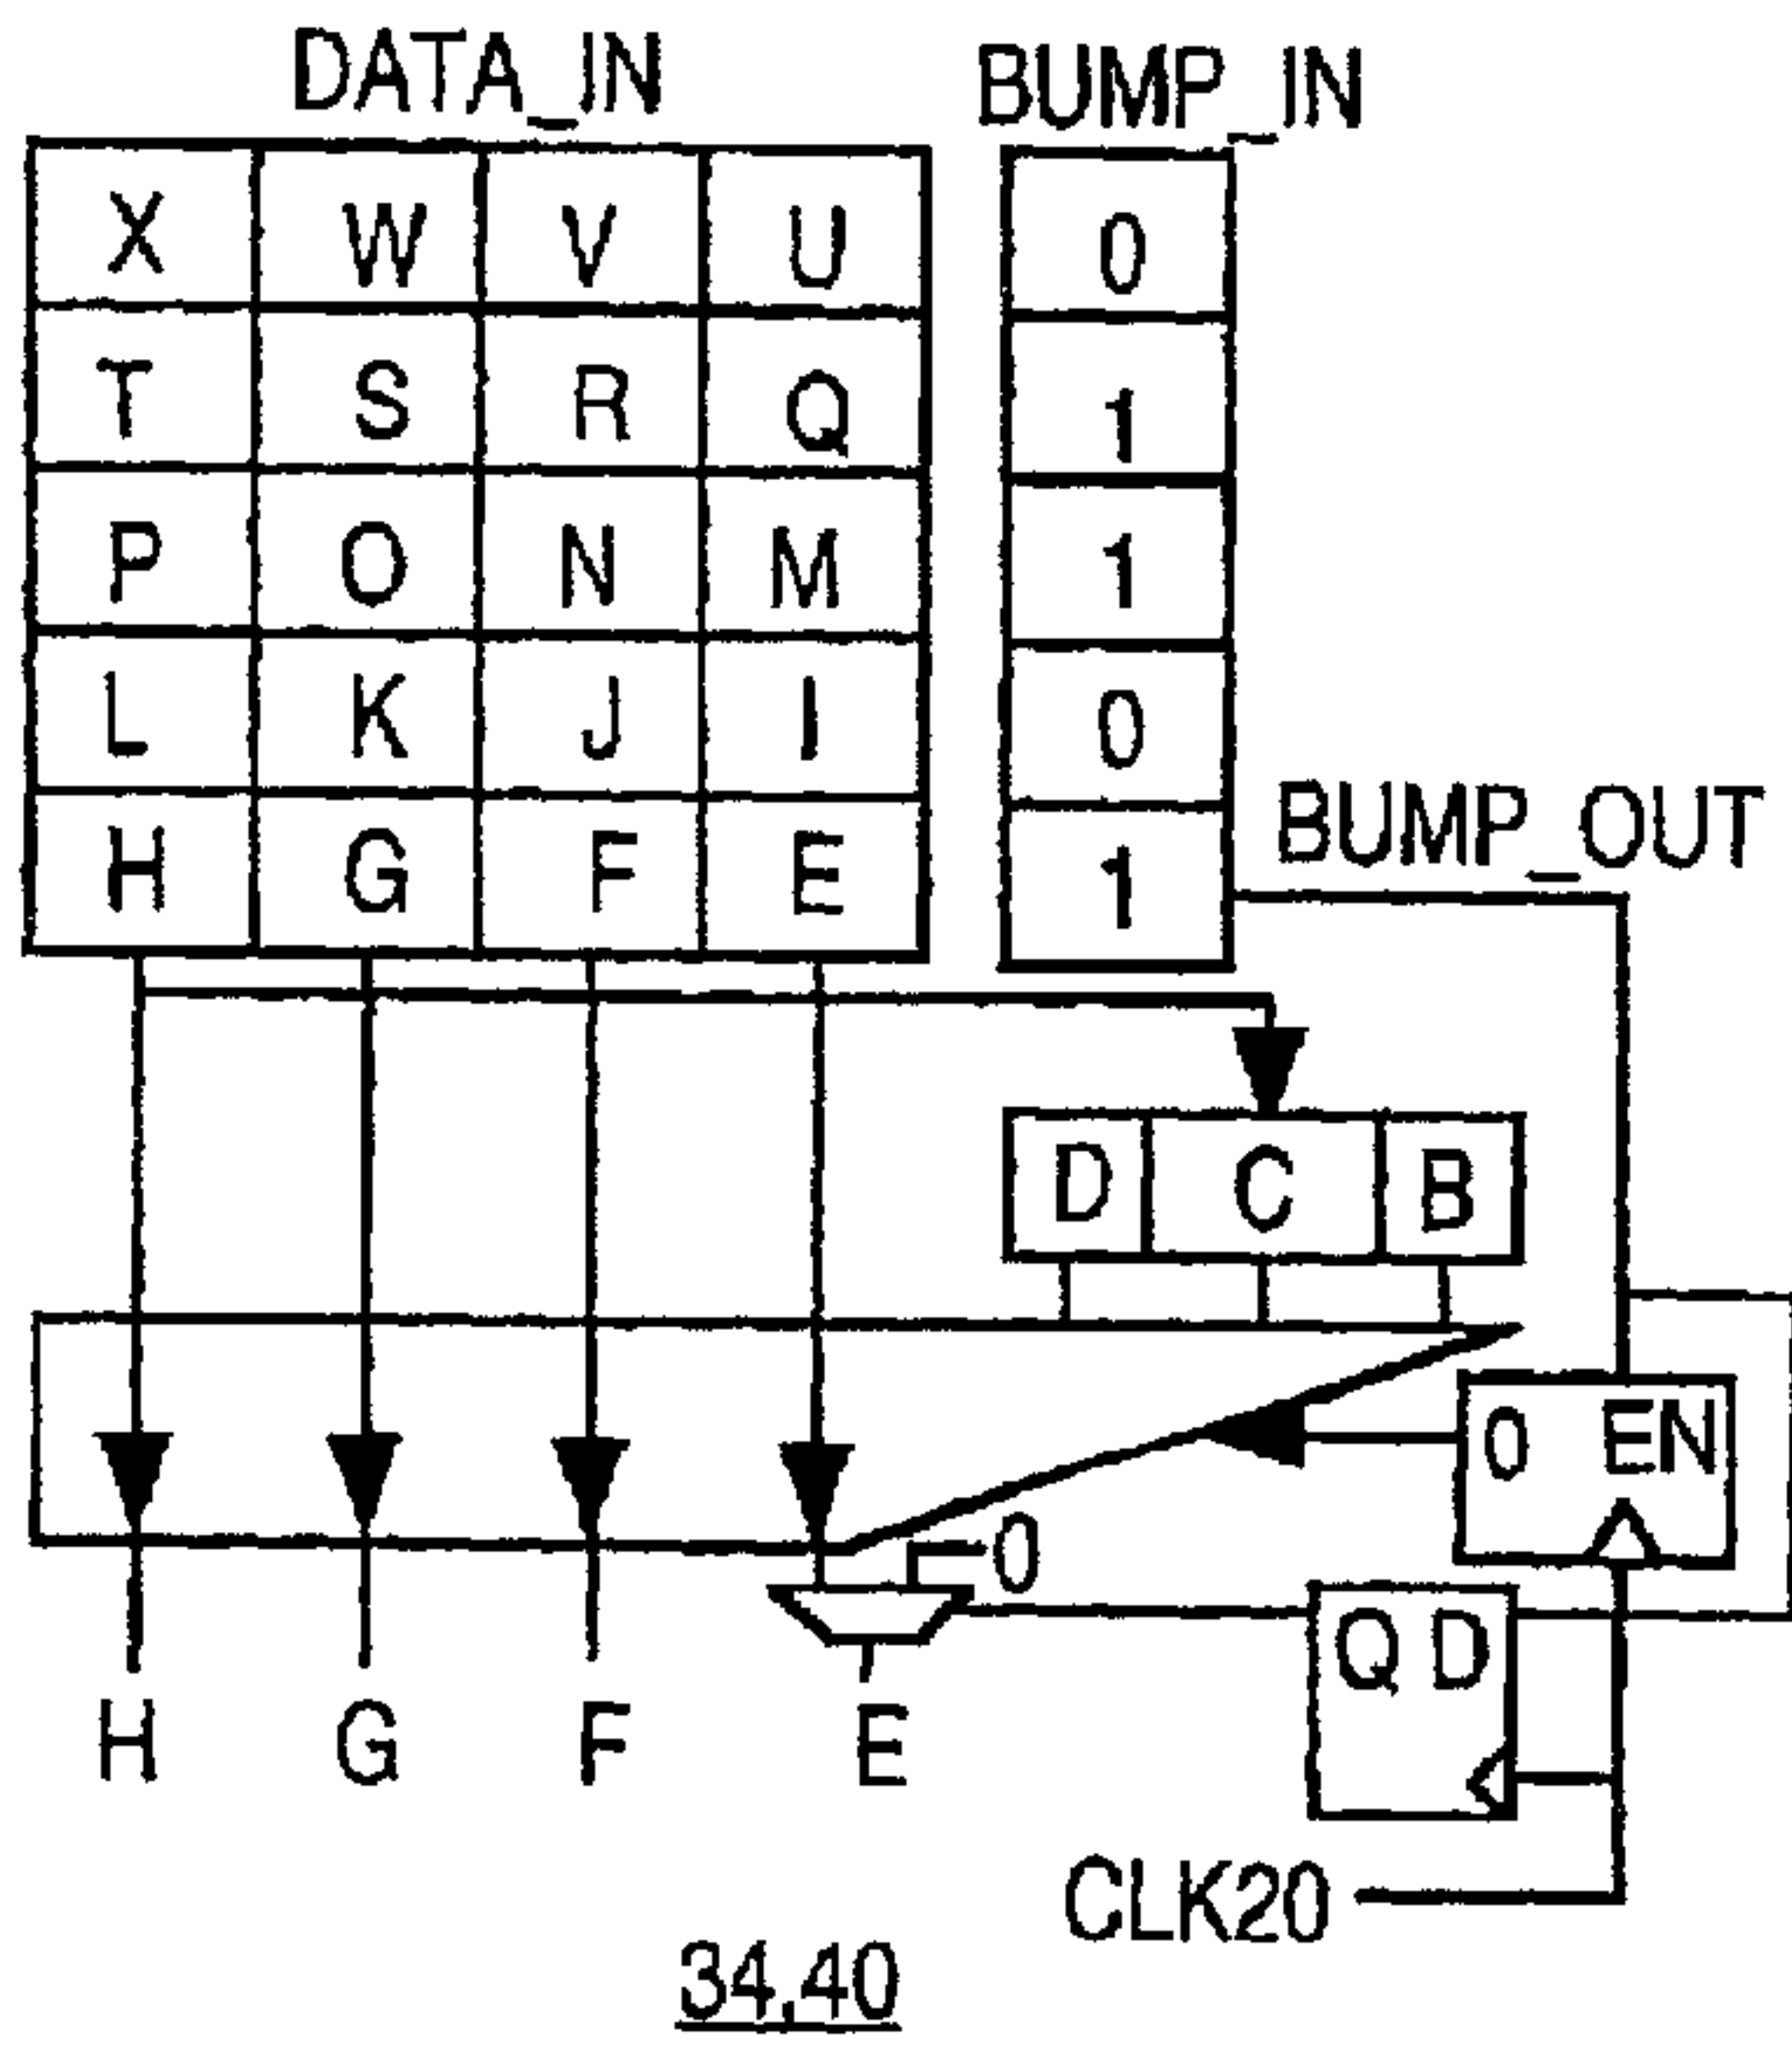 DATA_IN BUMP_IN
X W V U 0
T S R Q 1
P O N M 1
L K J I 0
BUMP_OUT
H G F E 1
D C B
0 EN
0
Q D
H G F E
CLK20
34,40